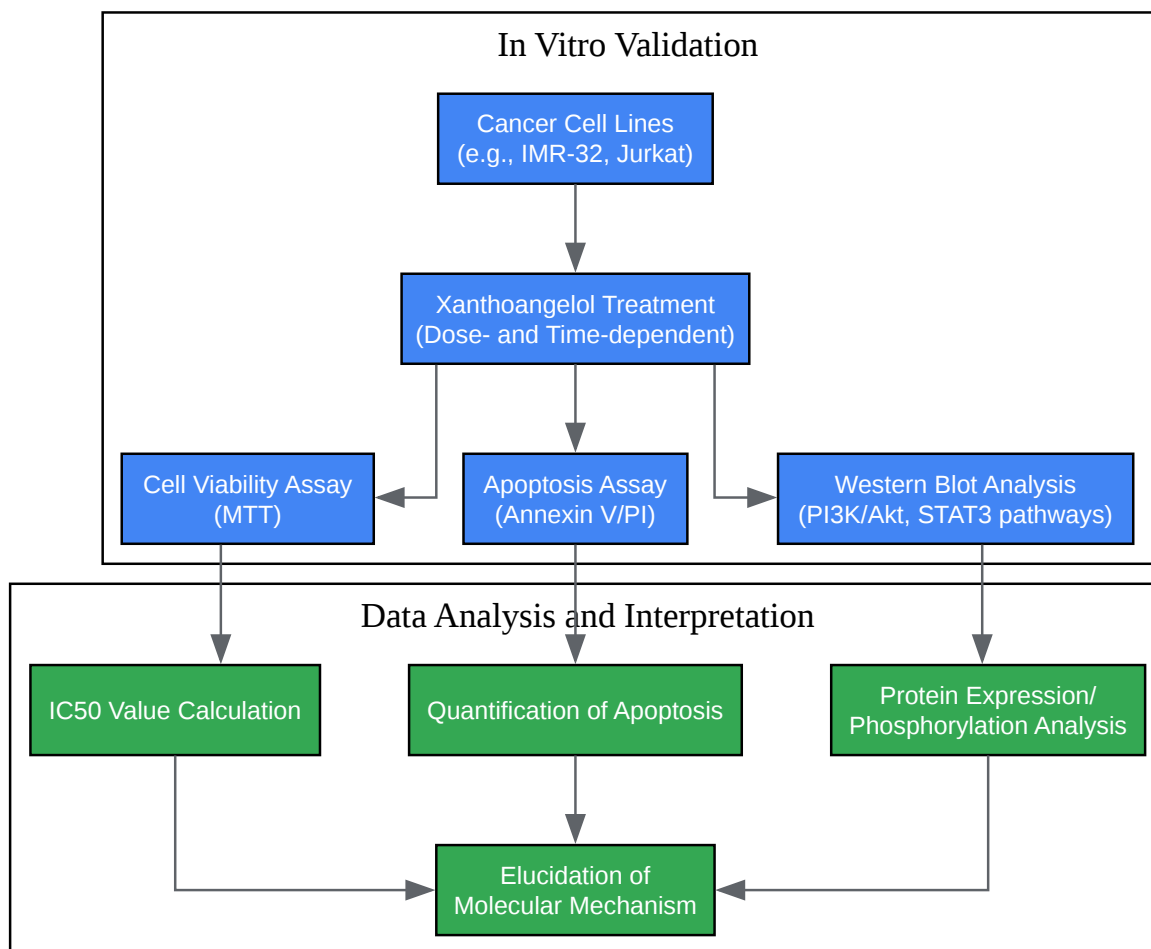 In Vitro Validation
Cancer Cell Lines
(e.g., IMR-32, Jurkat)
Xanthoangelol Treatment
(Dose- and Time-dependent)
Cell Viability Assay
(MTT)
Apoptosis Assay
(Annexin V/PI)
Western Blot Analysis
(PI3K/Akt, STAT3 pathways)
Data Analysis and Interpretation
IC50 Value Calculation
Quantification of Apoptosis
Protein Expression/
Phosphorylation Analysis
Elucidation of
Molecular Mechanism